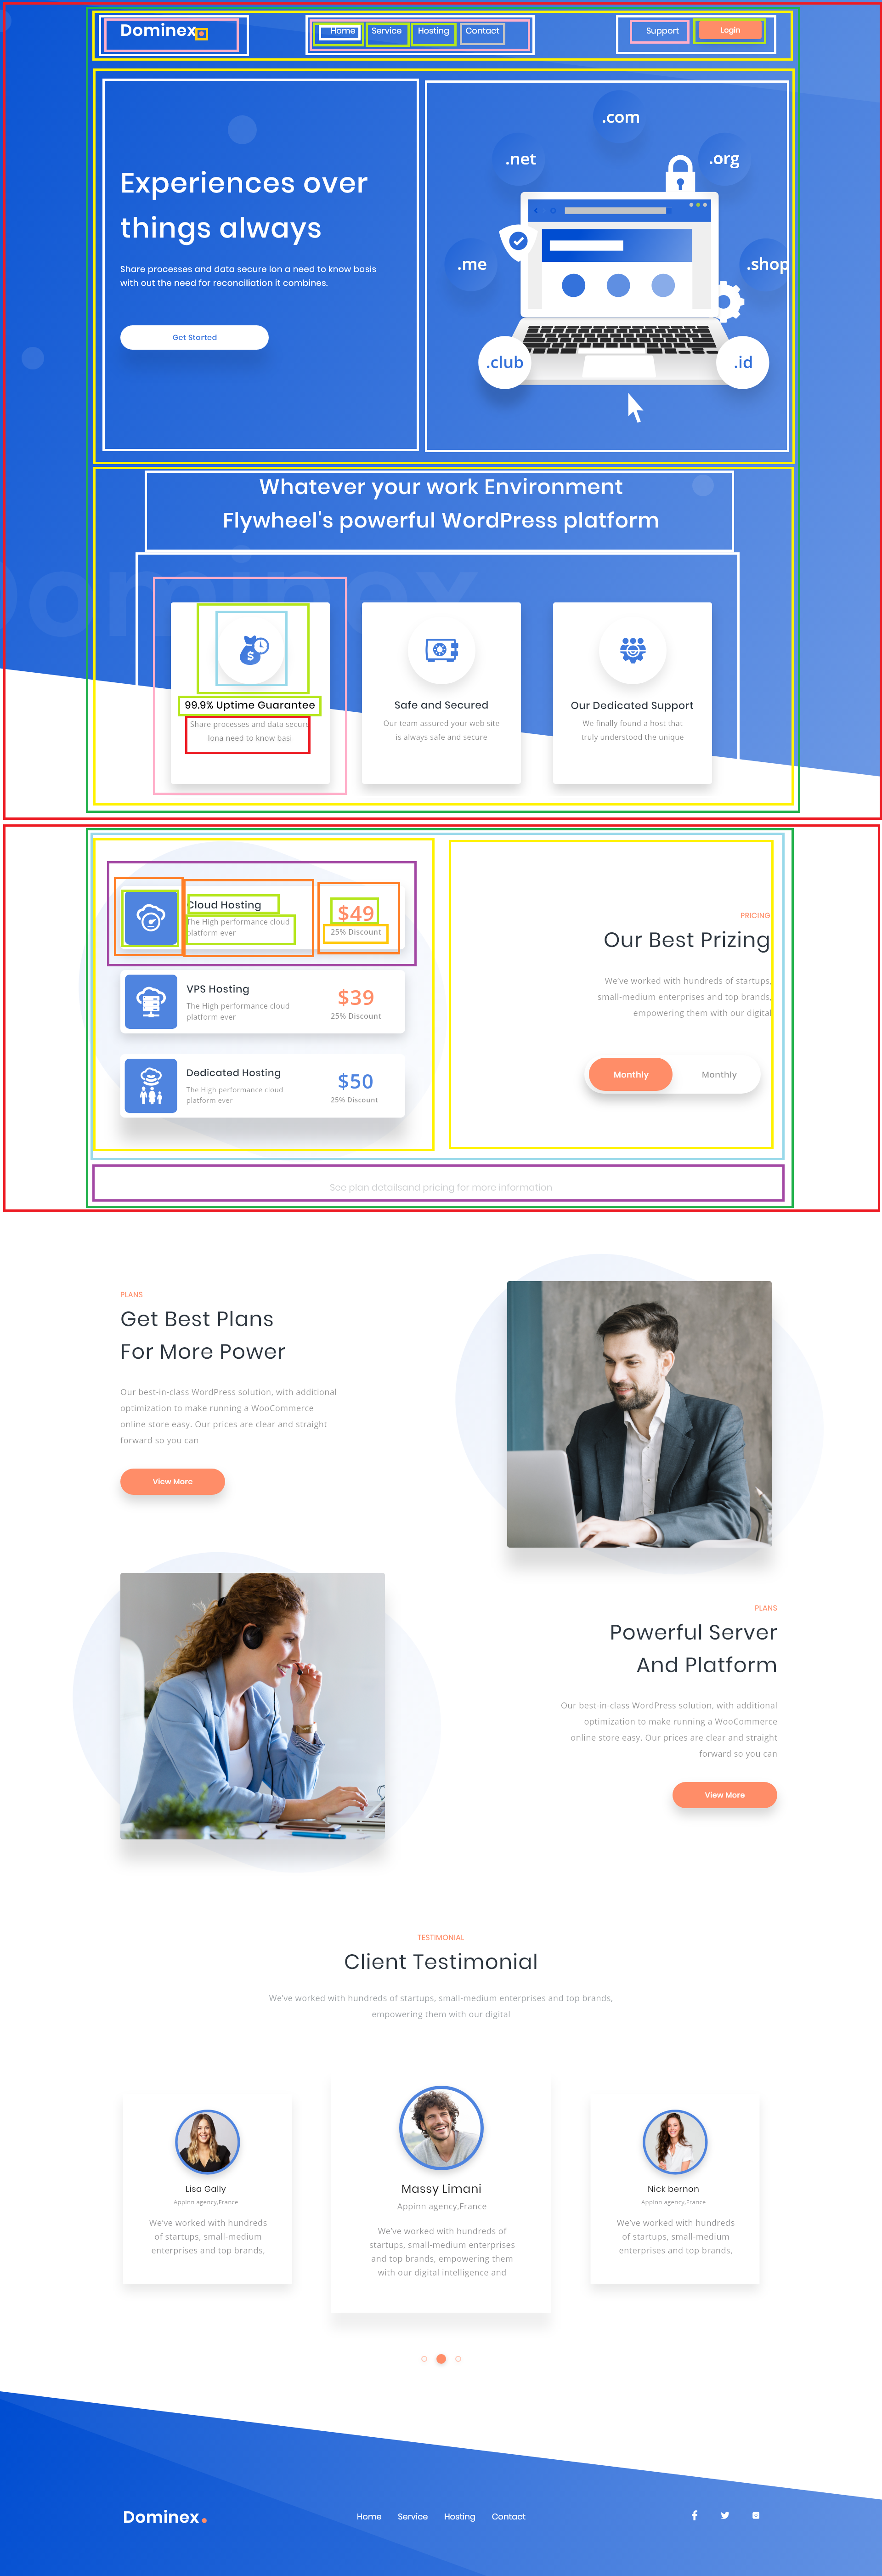 Dominex
Home Service Hosting Contact
Support Login
Experiences over
things always
Share processes and data secure lon a need to know basis
with out the need for reconciliation it combines.
Get Started
.com
.net
.org
.me
.shop
.club
.id
Whatever your work Environment
Flywheel's powerful WordPress platform
Dominex
99.9% Uptime Guarantee
Share processes and data secure
lona need to know basi
Safe and Secured
Our team assured your web site
is always safe and secure
Our Dedicated Support
We finally found a host that
truly understood the unique
Cloud Hosting
The High performance cloud
platform ever
$49
25% Discount
VPS Hosting
The High performance cloud
platform ever
$39
25% Discount
Dedicated Hosting
The High performance cloud
platform ever
$50
25% Discount
PRICING
Our Best Prizing
We've worked with hundreds of startups,
small-medium enterprises and top brands,
empowering them with our digital
Monthly Monthly
See plan detailsand pricing for more information
PLANS
Get Best Plans
For More Power
Our best-in-class WordPress solution, with additional
optimization to make running a WooCommerce
online store easy. Our prices are clear and straight
forward so you can
View More
PLANS
Powerful Server
And Platform
Our best-in-class WordPress solution, with additional
optimization to make running a WooCommerce
online store easy. Our prices are clear and straight
forward so you can
View More
TESTIMONIAL
Client Testimonial
We've worked with hundreds of startups, small-medium enterprises and top brands,
empowering them with our digital
Lisa Gally
Appinn agency,France
We've worked with hundreds
of startups, small-medium
enterprises and top brands,
Massy Limani
Appinn agency,France
We've worked with hundreds of
startups, small-medium enterprises
and top brands, empowering them
with our digital intelligence and
Nick bernon
Appinn agency,France
We've worked with hundreds
of startups, small-medium
enterprises and top brands,
Dominex.
Home Service Hosting Contact